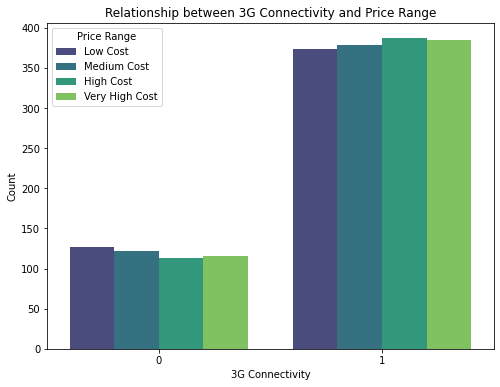 Relationship between 3G Connectivity and Price Range
Price Range
Low Cost
Medium Cost
High Cost
Very High Cost
Count
400
350
300
250
200
150
100
50
0
0
1
3G Connectivity